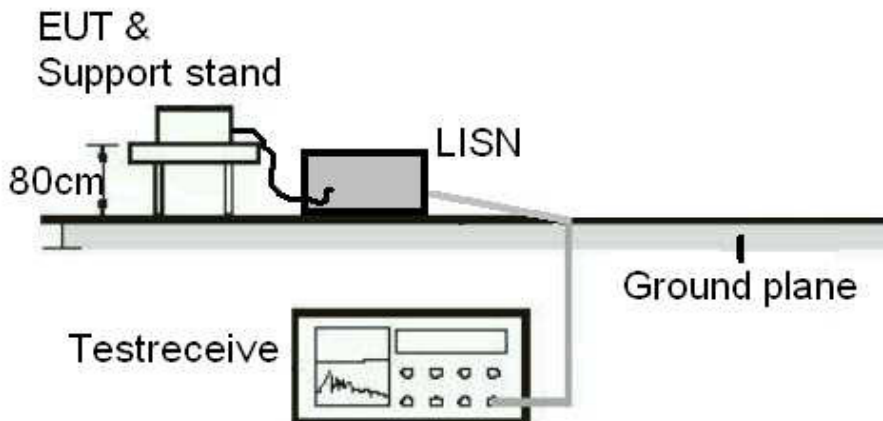 EUT &
Support stand
LISN
80cm
Ground plane
Testreceive